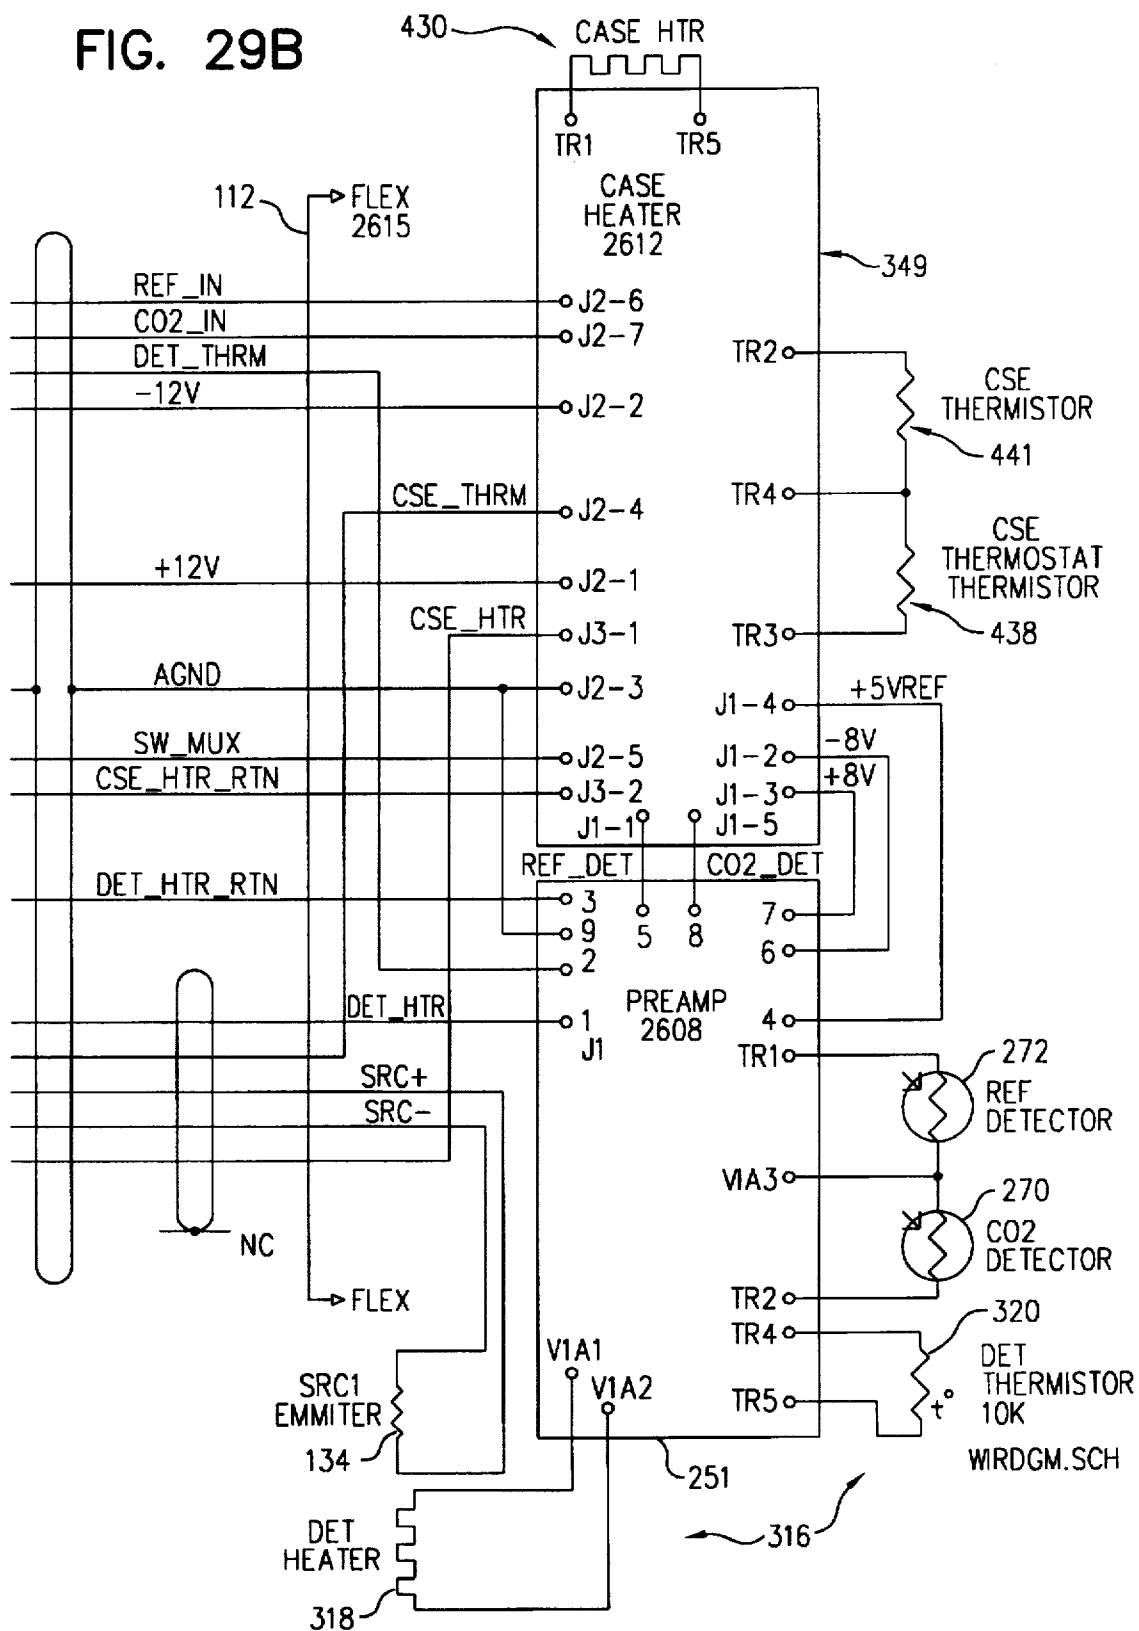 FIG. 29B
430
CASE HTR
TR1
TR5
CASE
HEATER
2612
112
FLEX
2615
349
REF_IN
J2-6
CO2_IN
J2-7
DET_THRM
-12V
J2-2
TR2
CSE
THERMISTOR
441
CSE_THRM
J2-4
TR4
+12V
J2-1
CSE
THERMOSTAT
THERMISTOR
438
CSE_HTR
J3-1
TR3
AGND
J2-3
J1-4
+5VREF
SW_MUX
J2-5
J1-2
-8V
CSE_HTR_RTN
J3-2
J1-3
+8V
J1-1
J1-5
REF_DET
CO2_DET
DET_HTR_RTN
3
9
2
5
8
7
6
PREAMP
2608
DET_HTR
1
J1
4
TR1
272
REF
DETECTOR
SRC+
SRC-
VIA3
270
CO2
DETECTOR
NC
FLEX
TR2
TR4
320
DET
THERMISTOR
10K
t°
TR5
V1A1
V1A2
SRC1
EMMITER
134
251
WIRDGM.SCH
316
DET
HEATER
318